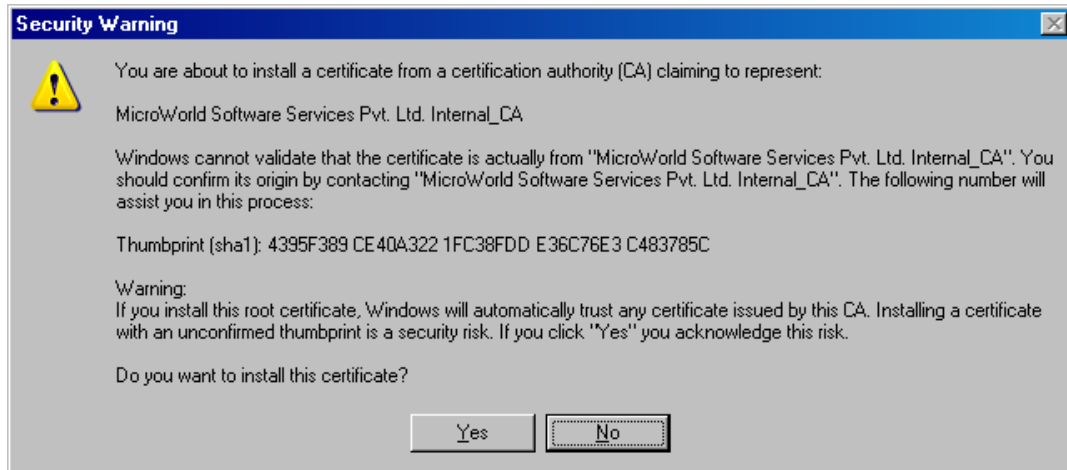 Security Warning
You are about to install a certificate from a certification authority (CA) claiming to represent:
MicroWorld Software Services Pvt. Ltd. Internal_CA
Windows cannot validate that the certificate is actually from "MicroWorld Software Services Pvt. Ltd. Internal_CA". You
should confirm its origin by contacting "MicroWorld Software Services Pvt. Ltd. Internal_CA". The following number will
assist you in this process:
Thumbprint (sha1): 4395F389 CE40A322 1FC38FDD E36C76E3 C483785C
Warning:
If you install this root certificate, Windows will automatically trust any certificate issued by this CA. Installing a certificate
with an unconfirmed thumbprint is a security risk. If you click "Yes" you acknowledge this risk.
Do you want to install this certificate?
Yes
No